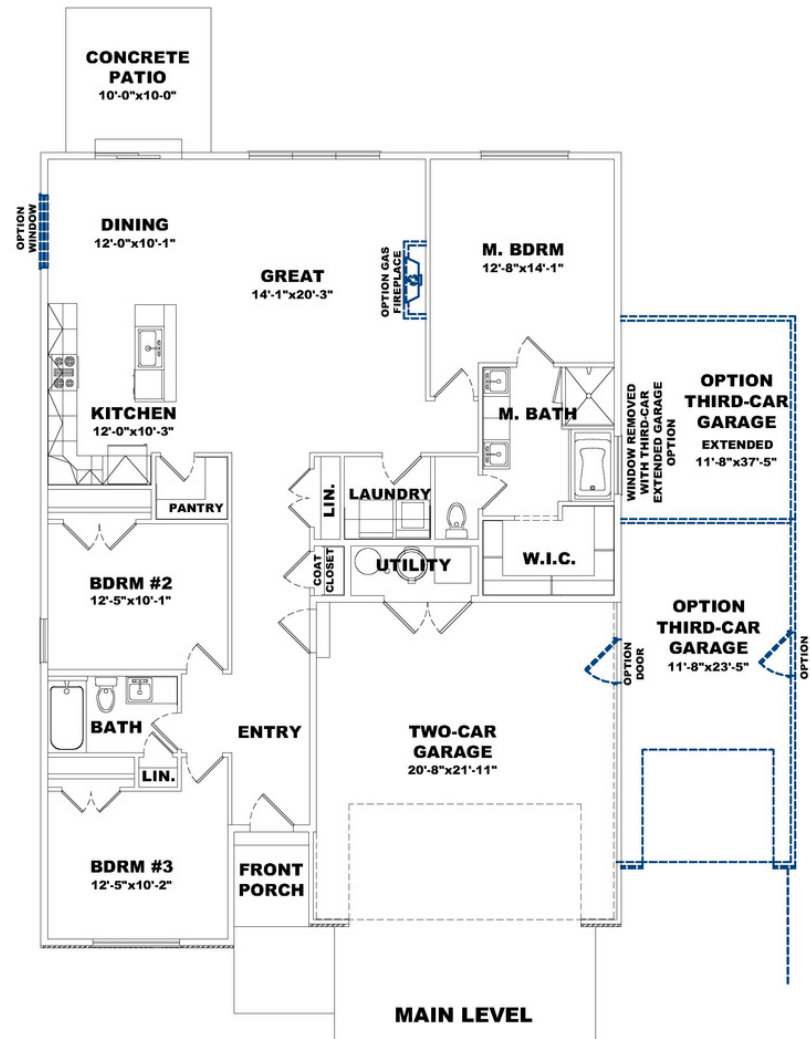 CONCRETE
PATIO
10'-0"x10-0"
OPTION
WINDOW
DINING
12'-0"x10'-1"
GREAT
14'-1"x20'-3"
OPTION GAS
FIREPLACE
M. BDRM
12'-8"x14'-1"
KITCHEN
12'-0"x10'-3"
M. BATH
WINDOW REMOVED
WITH THIRD-CAR
EXTENDED GARAGE
OPTION
OPTION
THIRD-CAR
GARAGE
EXTENDED
11'-8"x37'-5"
PANTRY
LIN.
LAUNDRY
W.I.C.
COAT
CLOSET
UTILITY
BDRM #2
12'-5"x10'-1"
OPTION
THIRD-CAR
GARAGE
11'-8"x23'-5"
OPTION
DOOR
OPTION
BATH
LIN.
ENTRY
TWO-CAR
GARAGE
20'-8"x21'-11"
BDRM #3
12'-5"x10'-2"
FRONT
PORCH
MAIN LEVEL